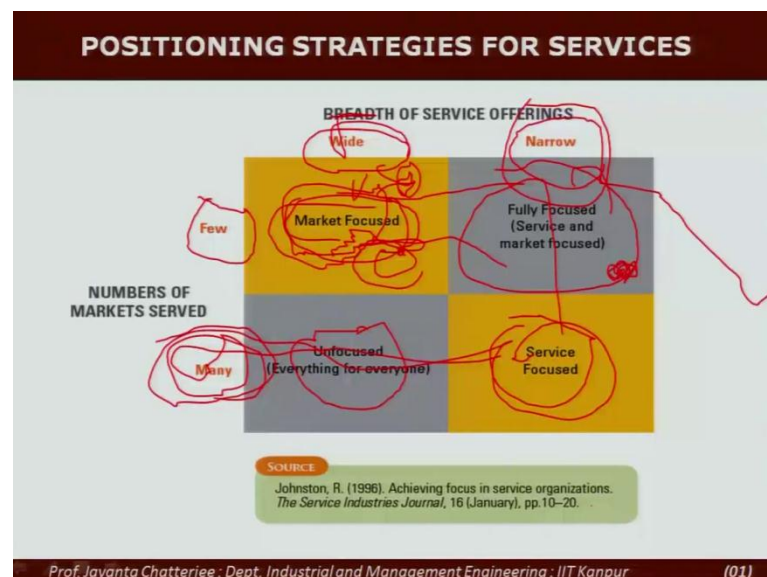 POSITIONING STRATEGIES FOR SERVICES
BREADTH OF SERVICE OFFERINGS
Wide
Narrow
Few
Market Focused
Fully Focused
(Service and
market focused)
NUMBERS OF
MARKETS SERVED
Many
Unfocused
(Everything for everyone)
Service
Focused
SOURCE
Johnston, R. (1996). Achieving focus in service organizations.
The Service Industries Journal, 16 (January), pp.10–20.
Prof. Jayanta Chatterjee : Dept. Industrial and Management Engineering : IIT Kanpur (01)